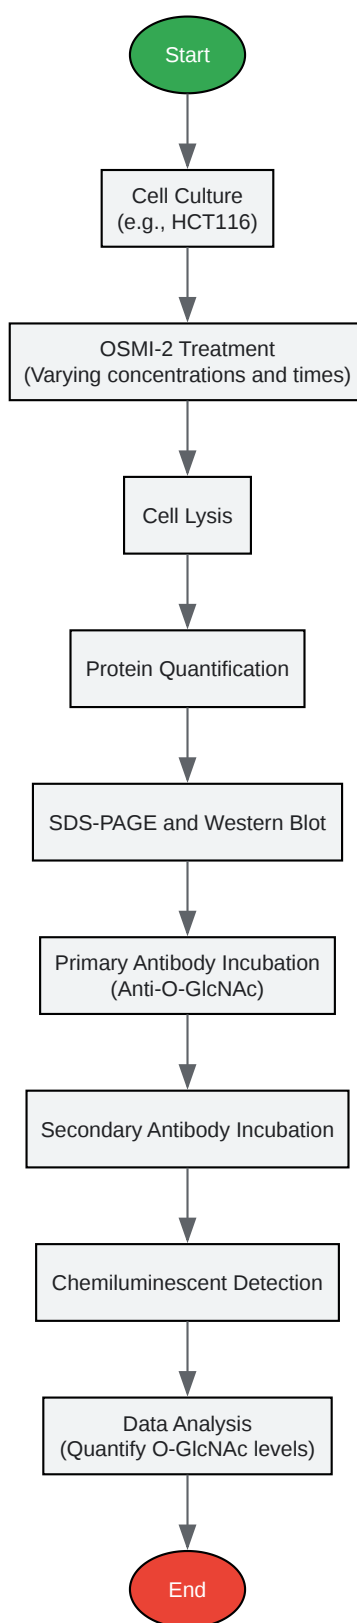 Start
Cell Culture
(e.g., HCT116)
OSMI-2 Treatment
(Varying concentrations and times)
Cell Lysis
Protein Quantification
SDS-PAGE and Western Blot
Primary Antibody Incubation
(Anti-O-GlcNAc)
Secondary Antibody Incubation
Chemiluminescent Detection
Data Analysis
(Quantify O-GlcNAc levels)
End